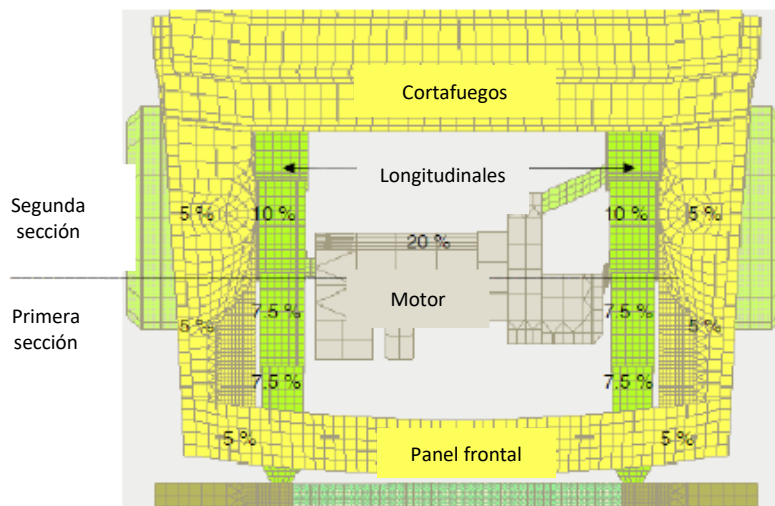 Cortafuegos
Longitudinales
Segunda
sección
5 %
10 %
10 %
5 %
20 %
Motor
Primera
sección
7.5 %
7.5 %
5 %
5 %
7.5 %
7.5 %
5 %
5 %
Panel frontal